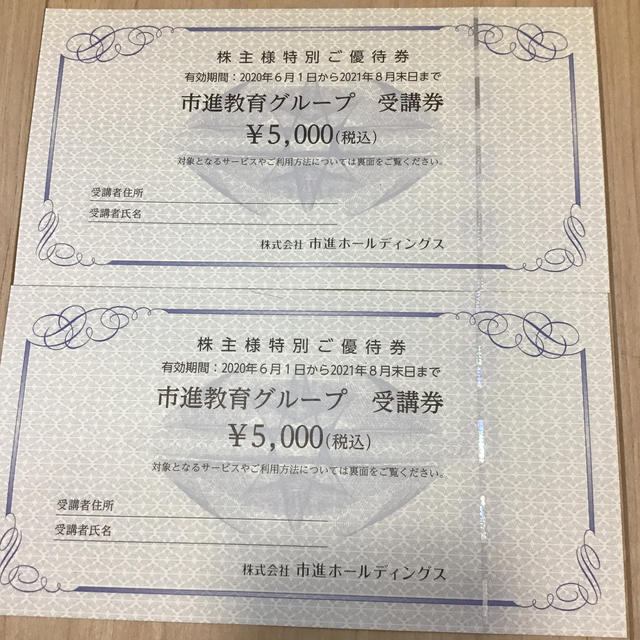 株主様特別ご優待券
有効期間：2020年6月1日から2021年8月末日まで
市進教育グループ　受講券
￥5,000(税込)
対象となるサービスやご利用方法については裏面をご覧ください。
受講者住所
受講者氏名
株式会社 市進ホールディングス
株主様特別ご優待券
有効期間：2020年6月1日から2021年8月末日まで
市進教育グループ　受講券
￥5,000(税込)
対象となるサービスやご利用方法については裏面をご覧ください。
受講者住所
受講者氏名
株式会社 市進ホールディングス